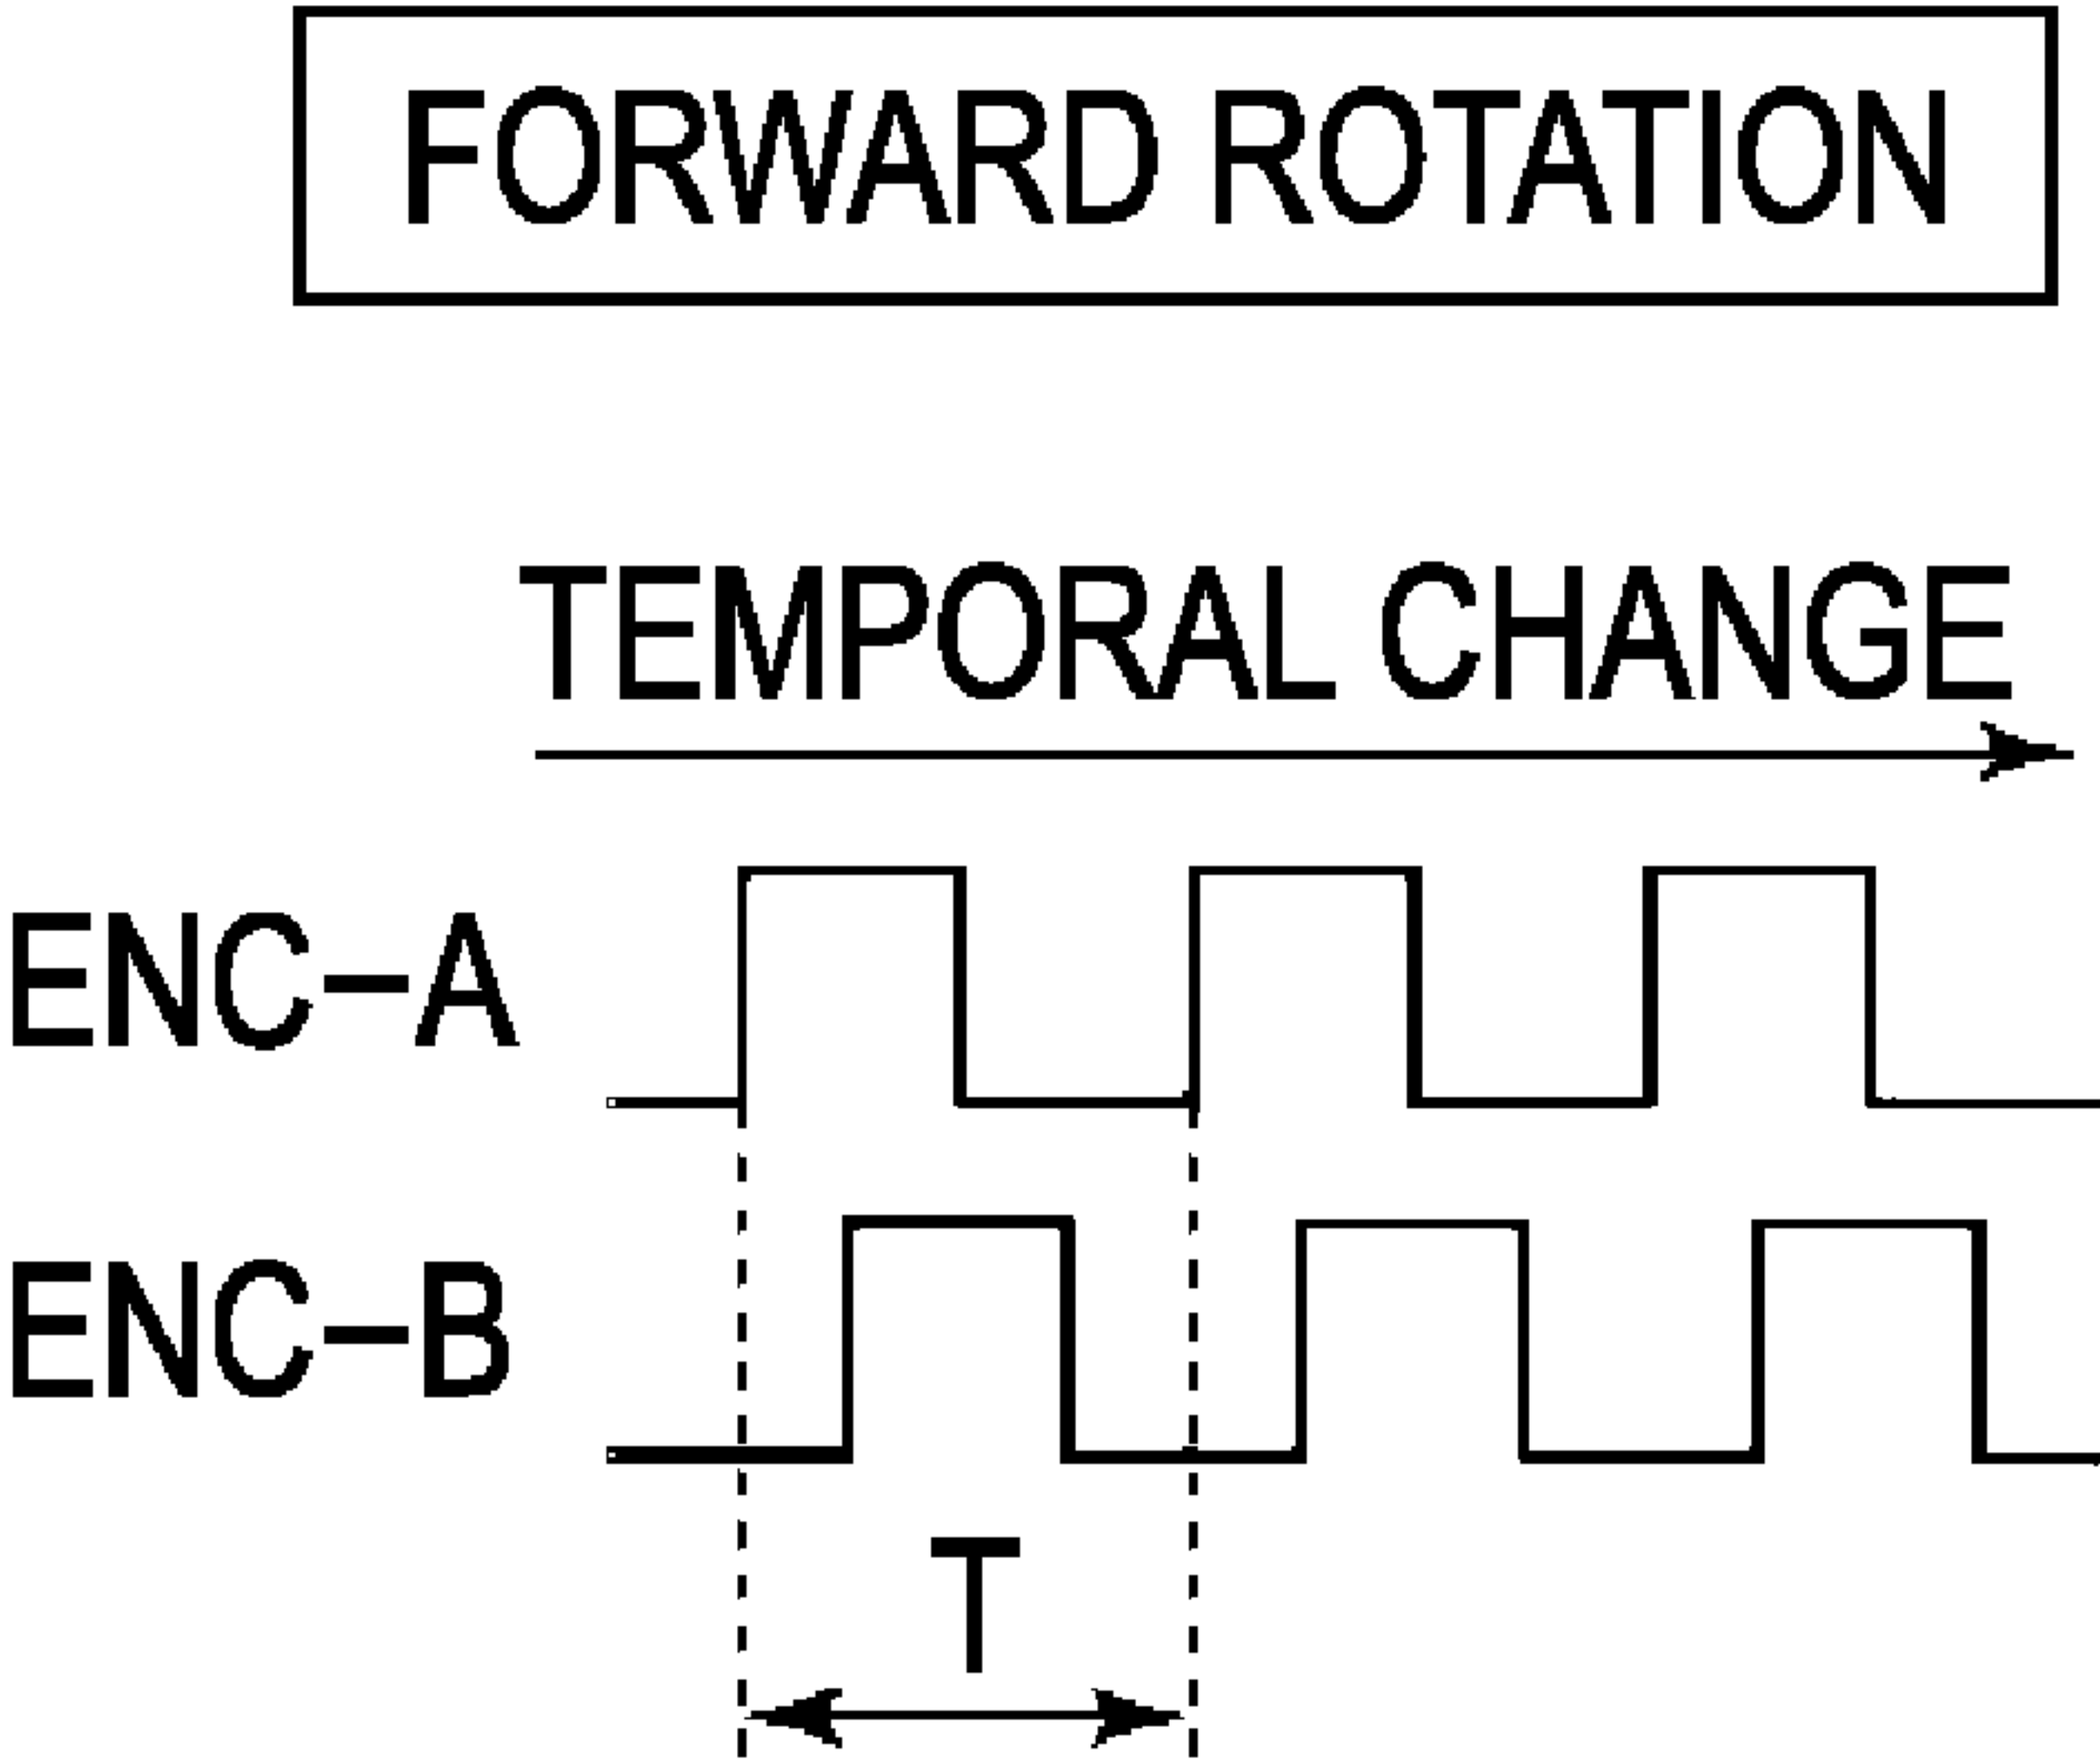 FORWARD ROTATION
TEMPORAL CHANGE
ENC-A
ENC-B
T